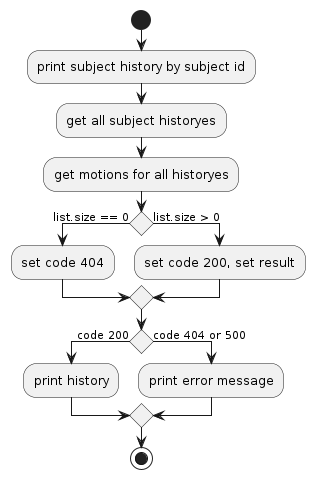 print subject history by subject id
get all subject historyes
get motions for all historyes
list.size == 0
list.size > 0
set code 404
set code 200, set result
code 200
code 404 or 500
print history
print error message